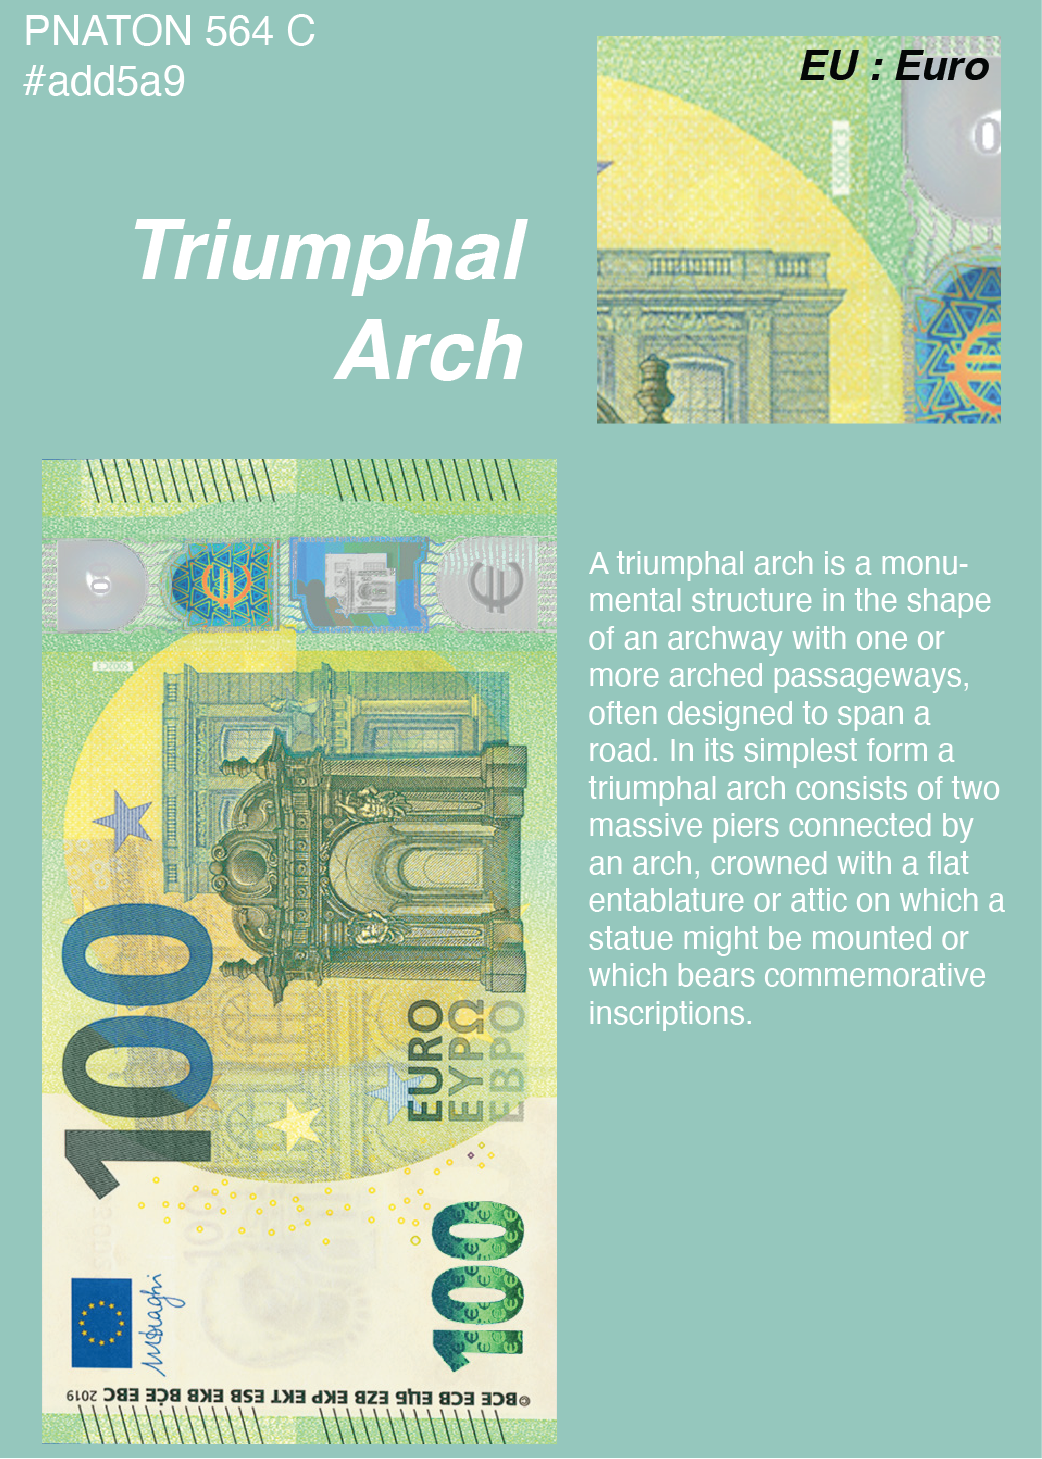 PNATON 564 C
#add5a9
EU : Euro
Triumphal
Arch
A triumphal arch is a monu-
mental structure in the shape
of an archway with one or
more arched passageways,
often designed to span a
road. In its simplest form a
triumphal arch consists of two
massive piers connected by
an arch, crowned with a flat
entablature or attic on which a
statue might be mounted or
which bears commemorative
inscriptions.
100
EURO
ΕΥΡΩ
ЕВРО
100
©BCE ECB ЕЦБ EZB EKP EKT ESB EKB BĊE EBC 2019